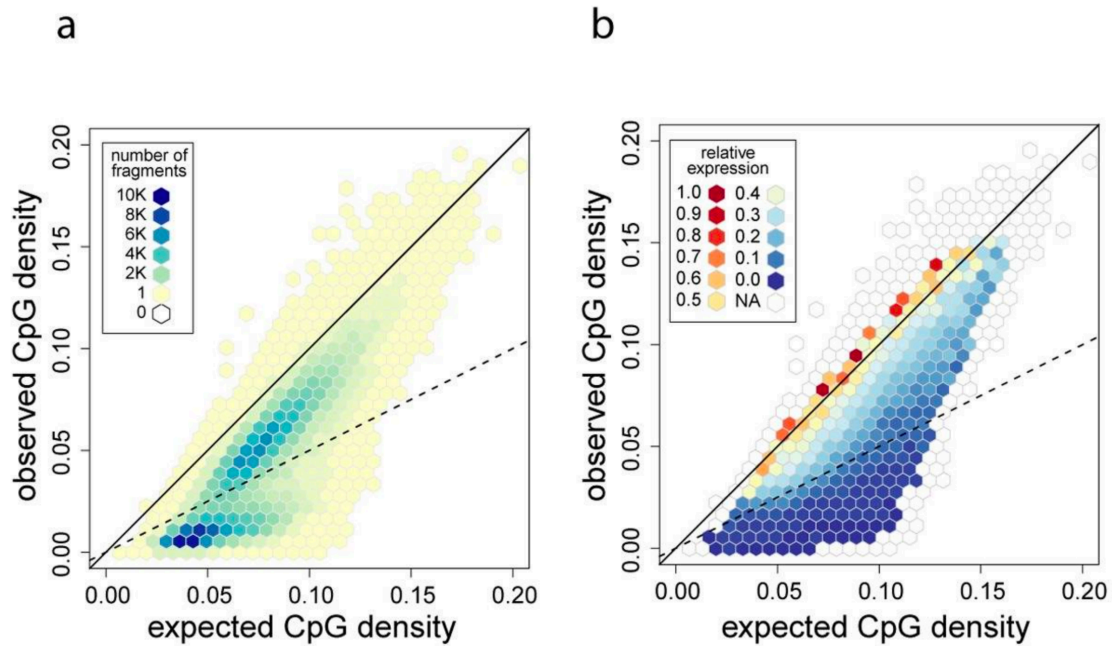 a
number of
fragments
10K
8K
6K
4K
2K
1
0
0.20
0.15
0.10
0.05
0.00
observed CpG density
0.00 0.05 0.10 0.15 0.20
expected CpG density
b
relative
expression
1.0 0.4
0.9 0.3
0.8 0.2
0.7 0.1
0.6 0.0
0.5 NA
0.20
0.15
0.10
0.05
0.00
observed CpG density
0.00 0.05 0.10 0.15 0.20
expected CpG density